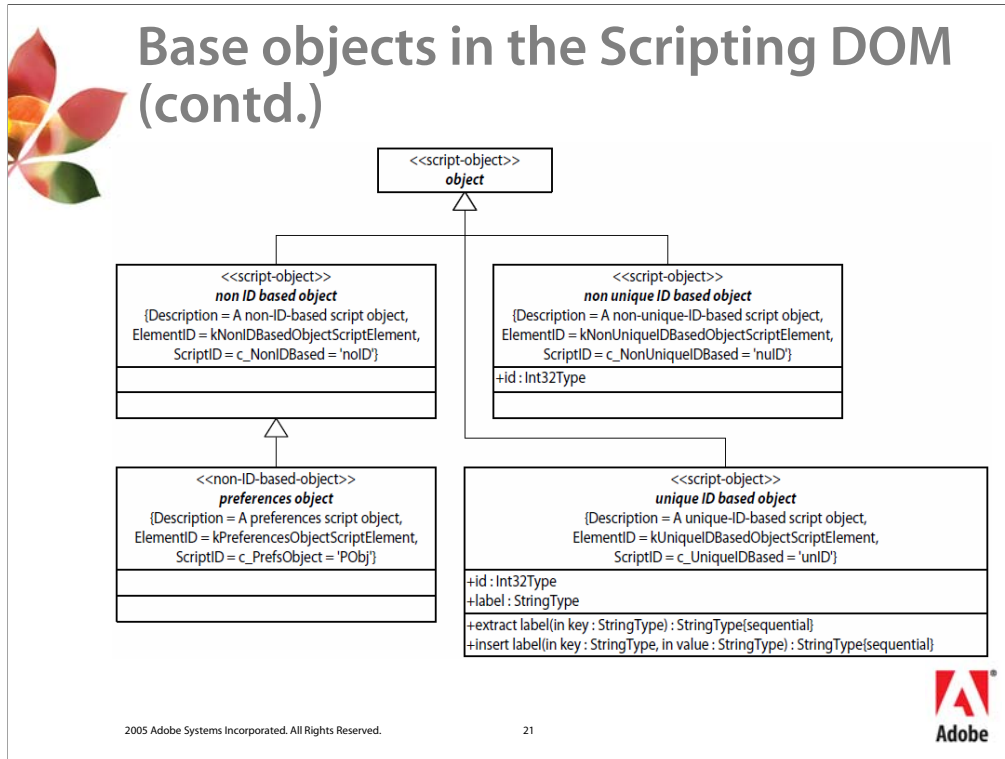 Base objects in the Scripting DOM
(contd.)
<<script-object>>
object
<<script-object>>
non ID based object
{Description = A non-ID-based script object,
ElementID = kNonIDBasedObjectScriptElement,
ScriptID = c_NonIDBased = 'noID'}
<<script-object>>
non unique ID based object
{Description = A non-unique-ID-based script object,
ElementID = kNonUniqueIDBasedObjectScriptElement,
ScriptID = c_NonUniqueIDBased = 'nuID'}
+id : Int32Type
<<non-ID-based-object>>
preferences object
{Description = A preferences script object,
ElementID = kPreferencesObjectScriptElement,
ScriptID = c_PrefsObject = 'PObj'}
<<script-object>>
unique ID based object
{Description = A unique-ID-based script object,
ElementID = kUniqueIDBasedObjectScriptElement,
ScriptID = c_UniqueIDBased = 'unID'}
+id : Int32Type
+label : StringType
+extract label(in key : StringType) : StringType{sequential}
+insert label(in key : StringType, in value : StringType) : StringType{sequential}
2005 Adobe Systems Incorporated. All Rights Reserved.
21
®
Adobe